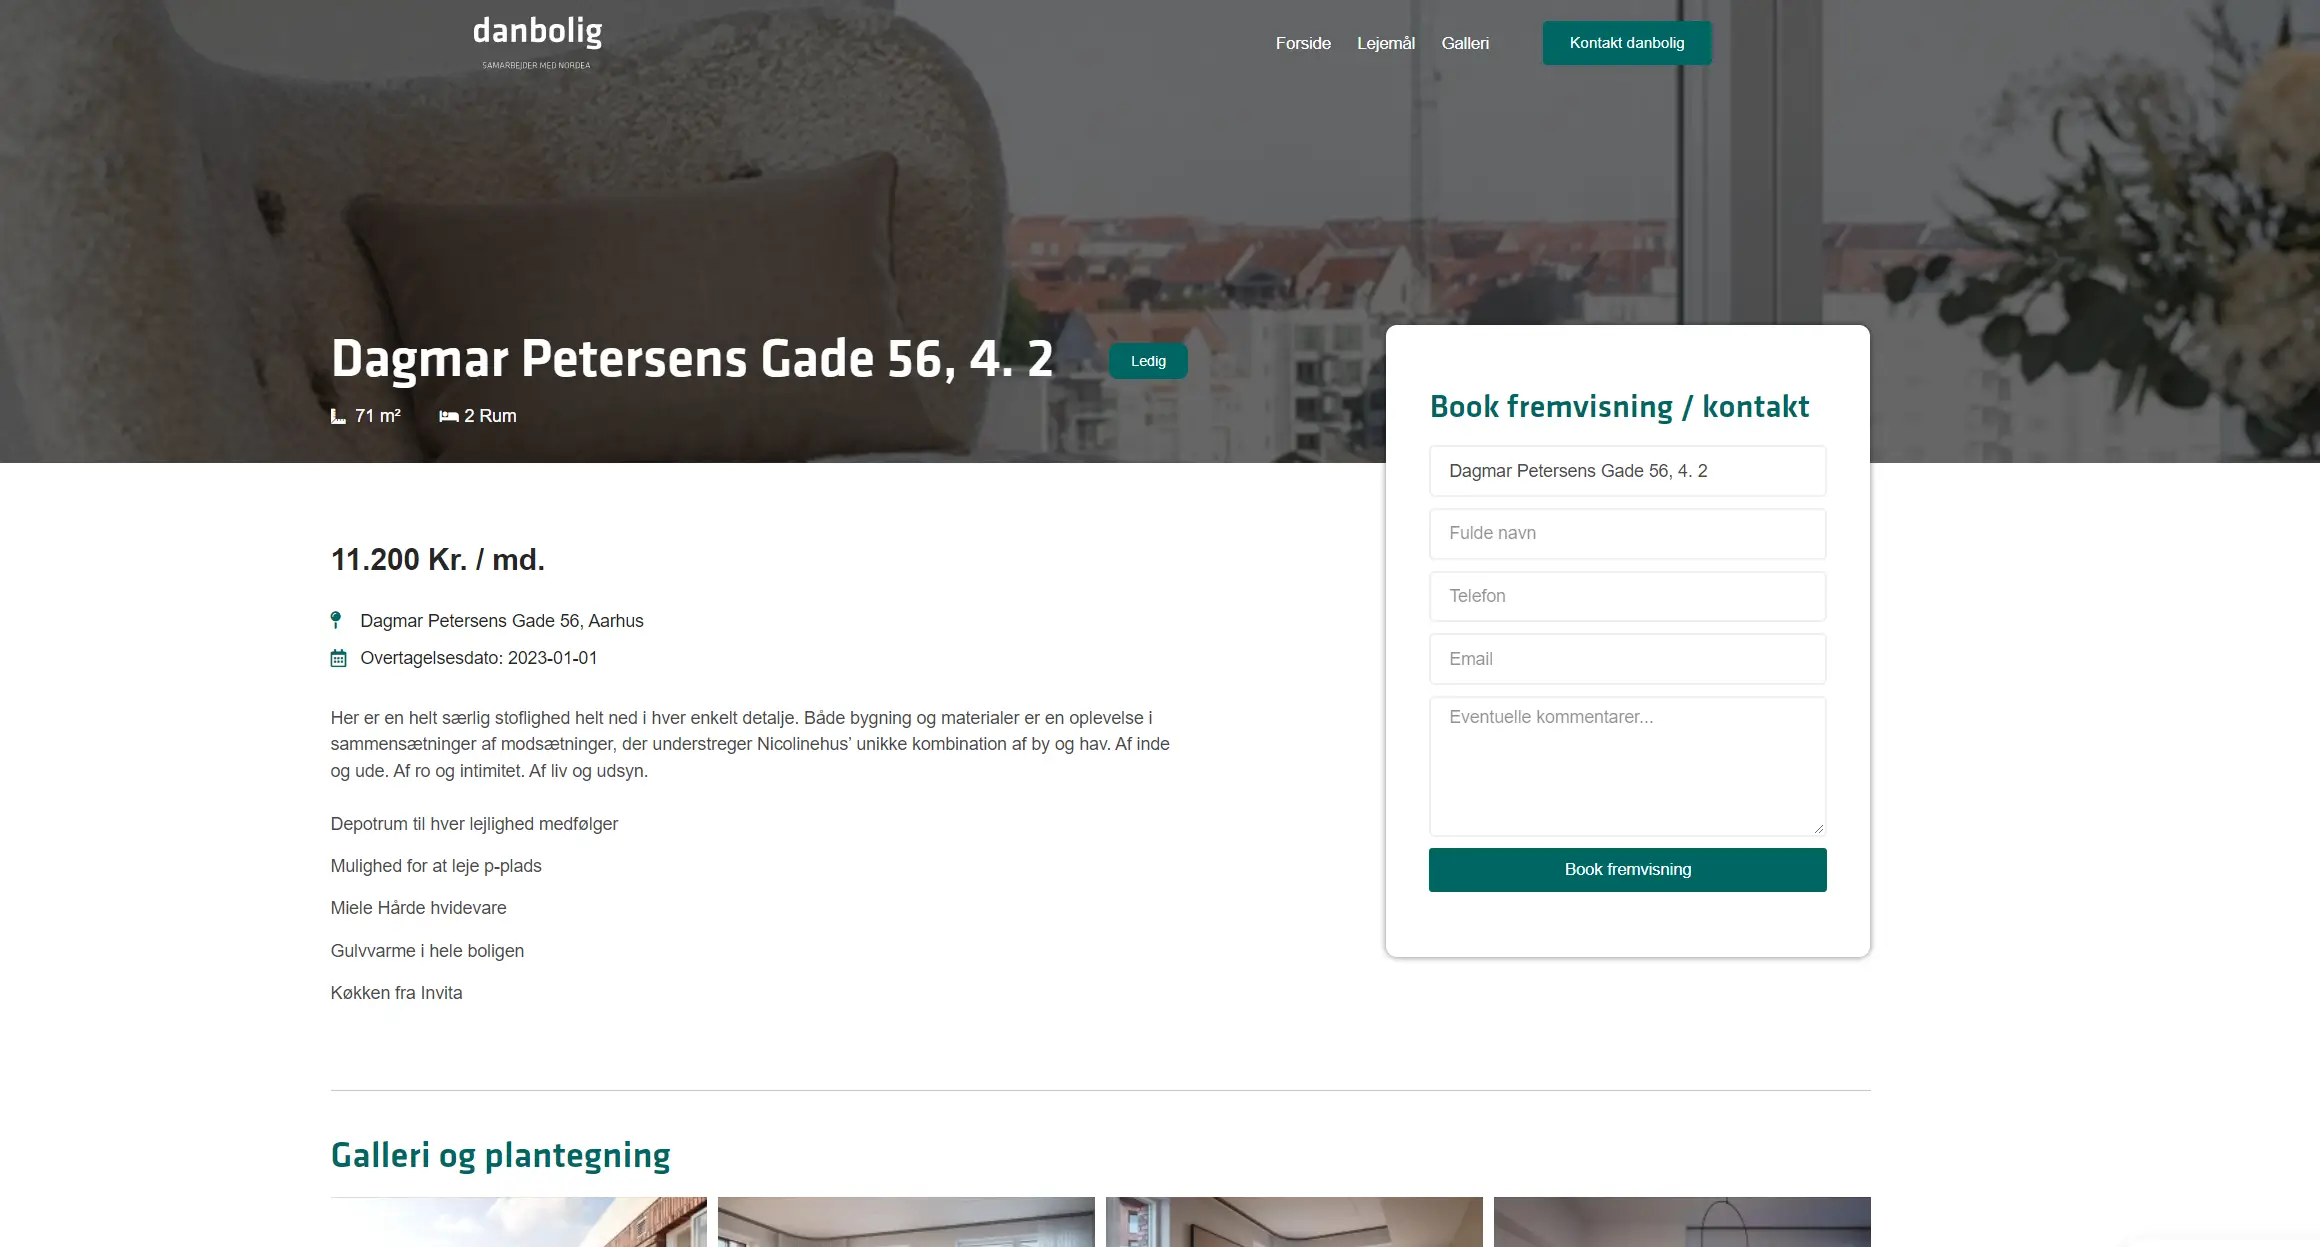 danbolig
SAMARBEJDER MED NORDEA
Forside
Lejemål
Galleri
Kontakt danbolig
Dagmar Petersens Gade 56, 4. 2
Ledig
71 m²
2 Rum
Book fremvisning / kontakt
Dagmar Petersens Gade 56, 4. 2
Fulde navn
Telefon
Email
Eventuelle kommentarer...
Book fremvisning
11.200 Kr. / md.
Dagmar Petersens Gade 56, Aarhus
Overtagelsesdato: 2023-01-01
Her er en helt særlig stoflighed helt ned i hver enkelt detalje. Både bygning og materialer er en oplevelse i
sammensætninger af modsætninger, der understreger Nicolinehus’ unikke kombination af by og hav. Af inde
og ude. Af ro og intimitet. Af liv og udsyn.
Depotrum til hver lejlighed medfølger
Mulighed for at leje p-plads
Miele Hårde hvidevare
Gulvvarme i hele boligen
Køkken fra Invita
Galleri og plantegning